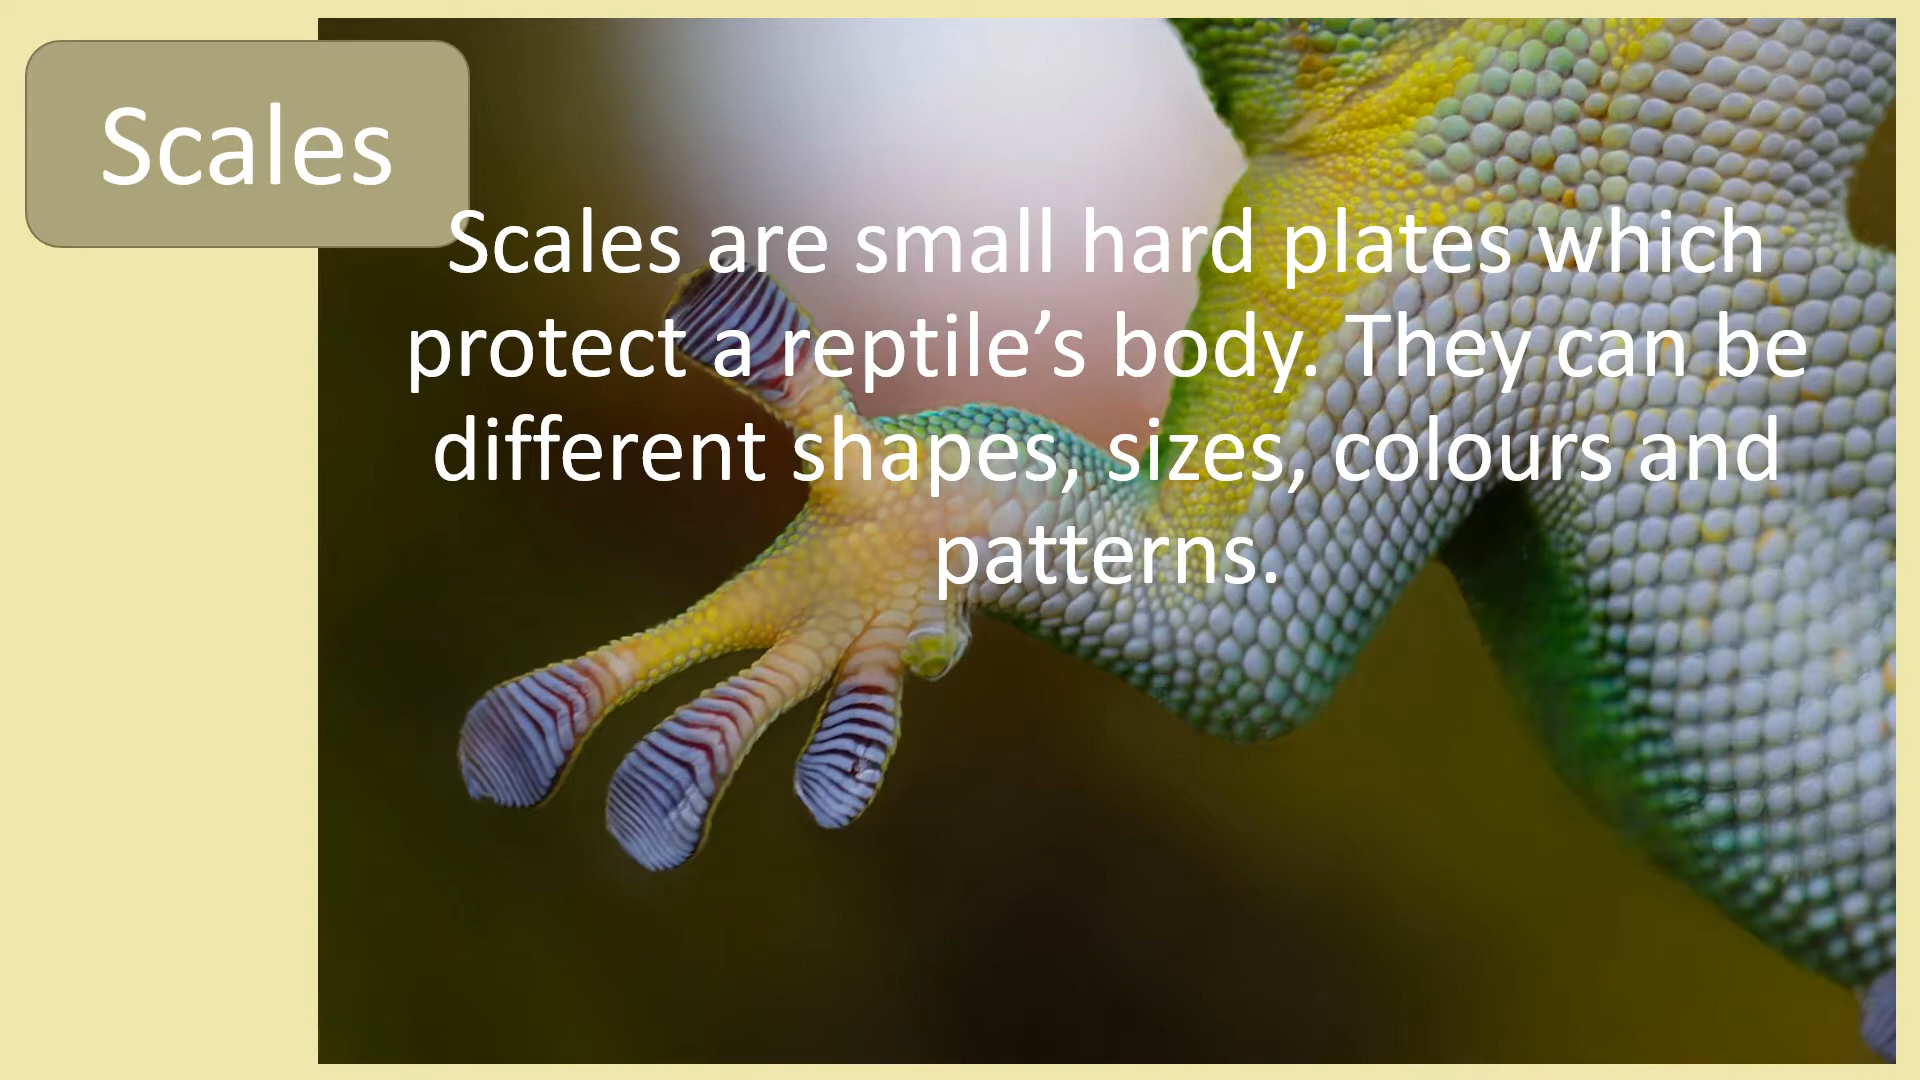 Scales
Scales are small hard plates which
protect a reptile’s body. They can be
different shapes, sizes, colours and
patterns.